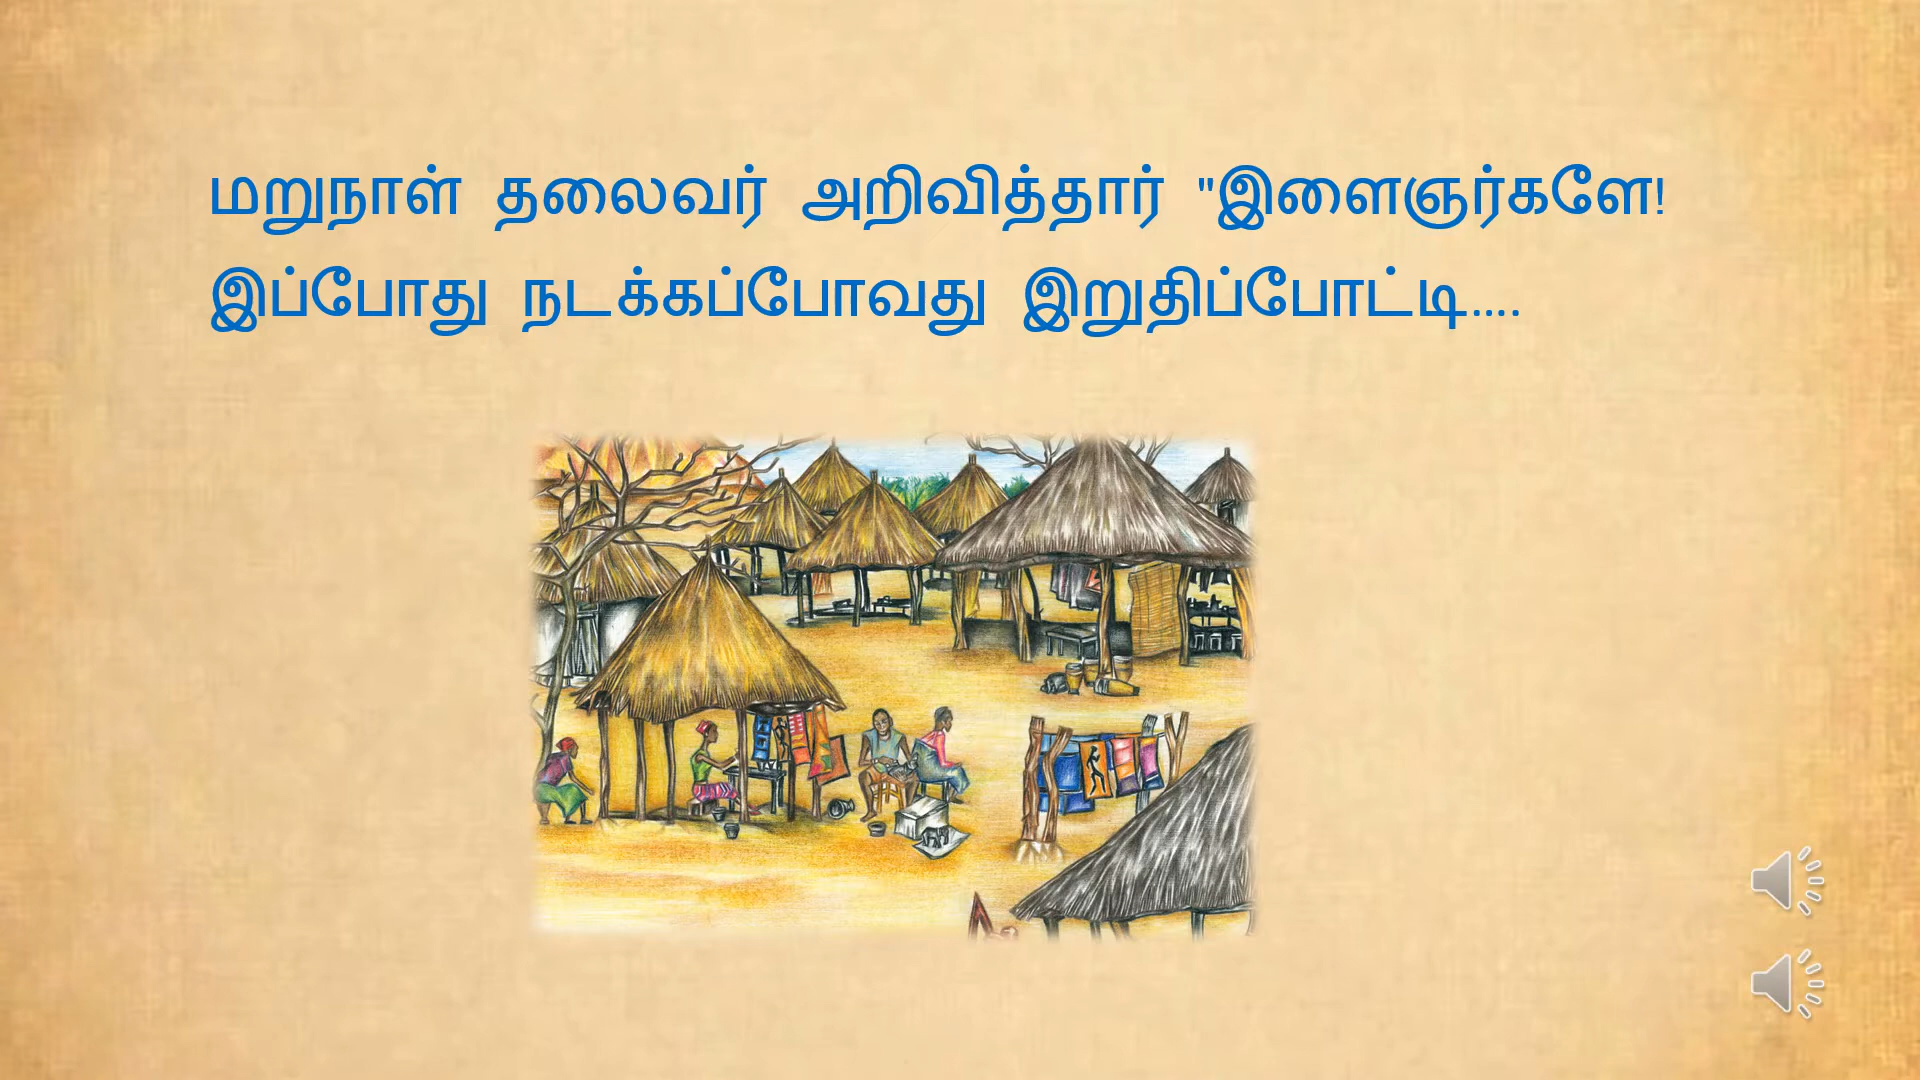 மறுநாள் தலைவர் அறிவித்தார் "இளைஞர்களே!
இப்போது நடக்கப்போவது இறுதிப்போட்டி....